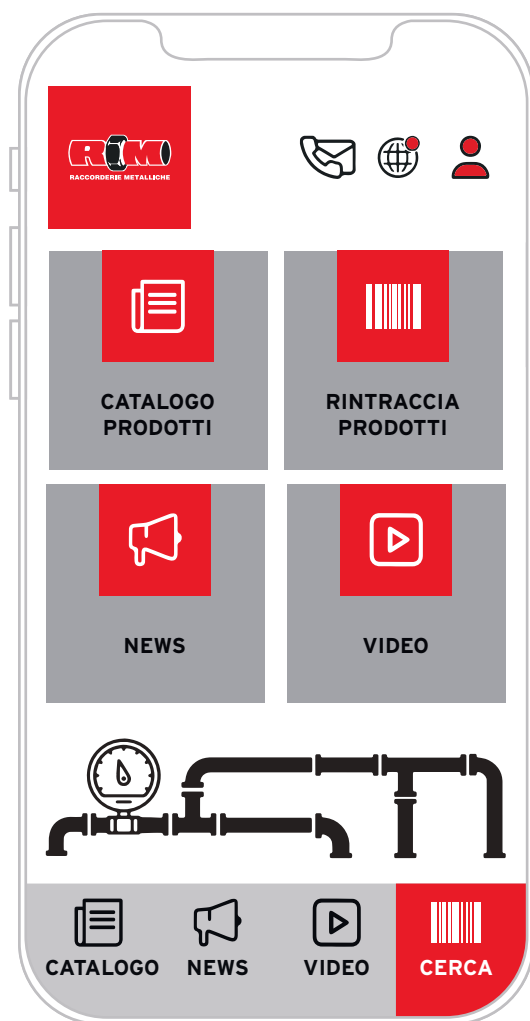 RM
RACCORDERIE METALLICHE
CATALOGO
PRODOTTI
RINTRACCIA
PRODOTTI
NEWS
VIDEO
CATALOGO
NEWS
VIDEO
CERCA